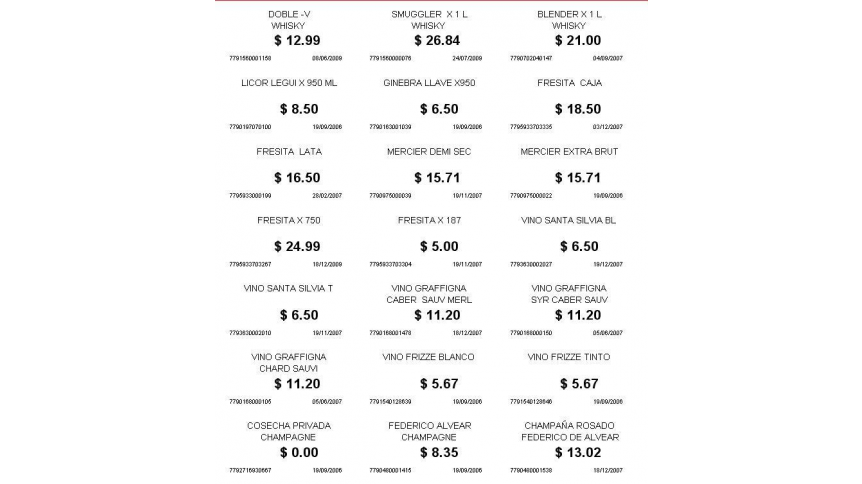 DOBLE -V
WHISKY
$ 12.99
7791560001158 08/06/2009
SMUGGLER X 1 L
WHISKY
$ 26.84
7791560000076 24/07/2009
BLENDER X 1 L
WHISKY
$ 21.00
7790702040147 04/09/2007
LICOR LEGUI X 950 ML
$ 8.50
7790197070100 19/09/2006
GINEBRA LLAVE X950
$ 6.50
7790163001039 19/09/2006
FRESITA CAJA
$ 18.50
7795933703335 03/12/2007
FRESITA LATA
$ 16.50
7795933000199 28/02/2007
MERCIER DEMI SEC
$ 15.71
7790975000039 19/11/2007
MERCIER EXTRA BRUT
$ 15.71
7790975000022 19/09/2006
FRESITA X 750
$ 24.99
7795933703267 18/12/2009
FRESITA X 187
$ 5.00
7795933703304 19/11/2007
VINO SANTA SILVIA BL
$ 6.50
7793630002027 19/12/2007
VINO SANTA SILVIA T
$ 6.50
7793630002010 19/11/2007
VINO GRAFFIGNA
CABER SAUV MERL
$ 11.20
7790168001478 18/12/2007
VINO GRAFFIGNA
SYR CABER SAUV
$ 11.20
7790168000150 05/06/2007
VINO GRAFFIGNA
CHARD SAUVI
$ 11.20
7790168000105 05/06/2007
VINO FRIZZE BLANCO
$ 5.67
7791540128639 19/09/2006
VINO FRIZZE TINTO
$ 5.67
7791540128646 19/09/2006
COSECHA PRIVADA
CHAMPAGNE
$ 0.00
7792716930667 19/09/2006
FEDERICO ALVEAR
CHAMPAGNE
$ 8.35
7790480001415 19/09/2006
CHAMPAÑA ROSADO
FEDERICO DE ALVEAR
$ 13.02
7790480001538 18/12/2007